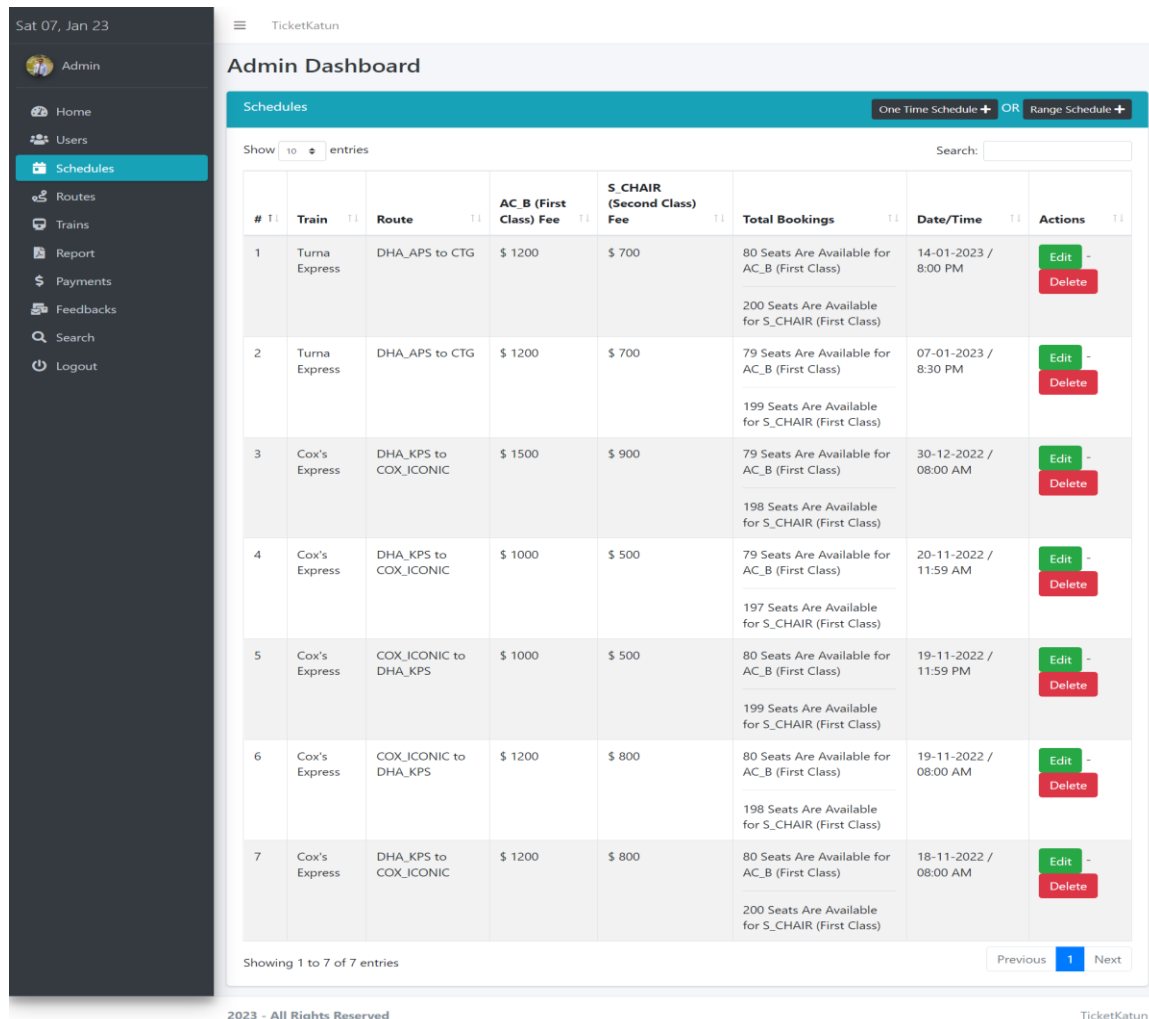 Sat 07, Jan 23
TicketKatun
Admin
Home
Users
Schedules
Routes
Trains
Report
Payments
Feedbacks
Search
Logout
Admin Dashboard
Schedules
One Time Schedule + OR Range Schedule +
Show 10 entries
Search:
# Train Route AC_B (First Class) Fee S_CHAIR (Second Class) Fee Total Bookings Date/Time Actions
1 Turna Express DHA_APS to CTG $ 1200 $ 700 80 Seats Are Available for AC_B (First Class) 200 Seats Are Available for S_CHAIR (First Class) 14-01-2023 / 8:00 PM Edit - Delete
2 Turna Express DHA_APS to CTG $ 1200 $ 700 79 Seats Are Available for AC_B (First Class) 199 Seats Are Available for S_CHAIR (First Class) 07-01-2023 / 8:30 PM Edit - Delete
3 Cox's Express DHA_KPS to COX_ICONIC $ 1500 $ 900 79 Seats Are Available for AC_B (First Class) 198 Seats Are Available for S_CHAIR (First Class) 30-12-2022 / 08:00 AM Edit - Delete
4 Cox's Express DHA_KPS to COX_ICONIC $ 1000 $ 500 79 Seats Are Available for AC_B (First Class) 197 Seats Are Available for S_CHAIR (First Class) 20-11-2022 / 11:59 AM Edit - Delete
5 Cox's Express COX_ICONIC to DHA_KPS $ 1000 $ 500 80 Seats Are Available for AC_B (First Class) 199 Seats Are Available for S_CHAIR (First Class) 19-11-2022 / 11:59 PM Edit - Delete
6 Cox's Express COX_ICONIC to DHA_KPS $ 1200 $ 800 80 Seats Are Available for AC_B (First Class) 198 Seats Are Available for S_CHAIR (First Class) 19-11-2022 / 08:00 AM Edit - Delete
7 Cox's Express DHA_KPS to COX_ICONIC $ 1200 $ 800 80 Seats Are Available for AC_B (First Class) 200 Seats Are Available for S_CHAIR (First Class) 18-11-2022 / 08:00 AM Edit - Delete
Showing 1 to 7 of 7 entries
Previous 1 Next
2023 - All Rights Reserved
TicketKatun